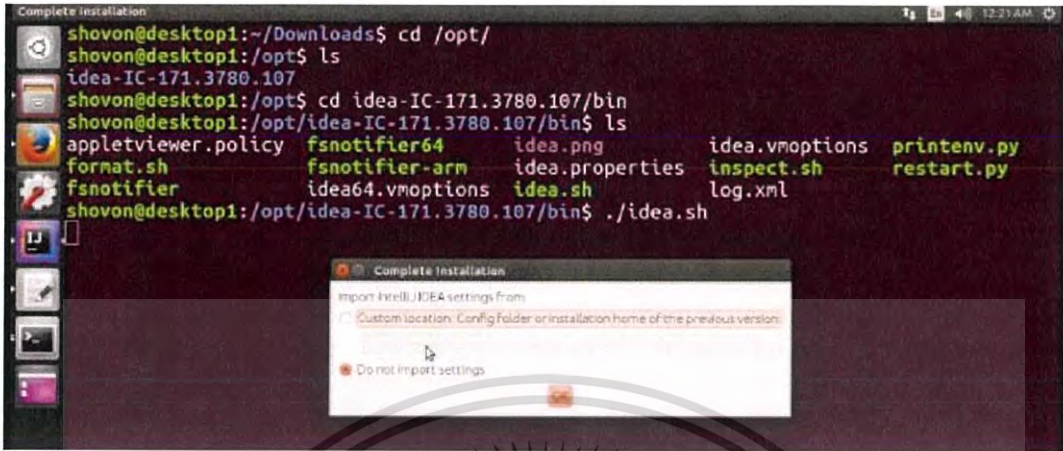 Complete installation
En 12:21 AM
shovon@desktop1:~/Downloads$ cd /opt/
shovon@desktop1:/opt$ ls
idea-IC-171.3780.107
shovon@desktop1:/opt$ cd idea-IC-171.3780.107/bin
shovon@desktop1:/opt/idea-IC-171.3780.107/bin$ ls
appletviewer.policy fsnotifier64 idea.png idea.vmoptions printenv.py
format.sh fsnotifier-arm idea.properties inspect.sh restart.py
fsnotifier idea64.vmoptions idea.sh log.xml
shovon@desktop1:/opt/idea-IC-171.3780.107/bin$ ./idea.sh
IJ
Complete Installation
Import IntelliJ IDEA settings from:
Custom location. Config folder or installation home of the previous version:
Do not import settings
OK